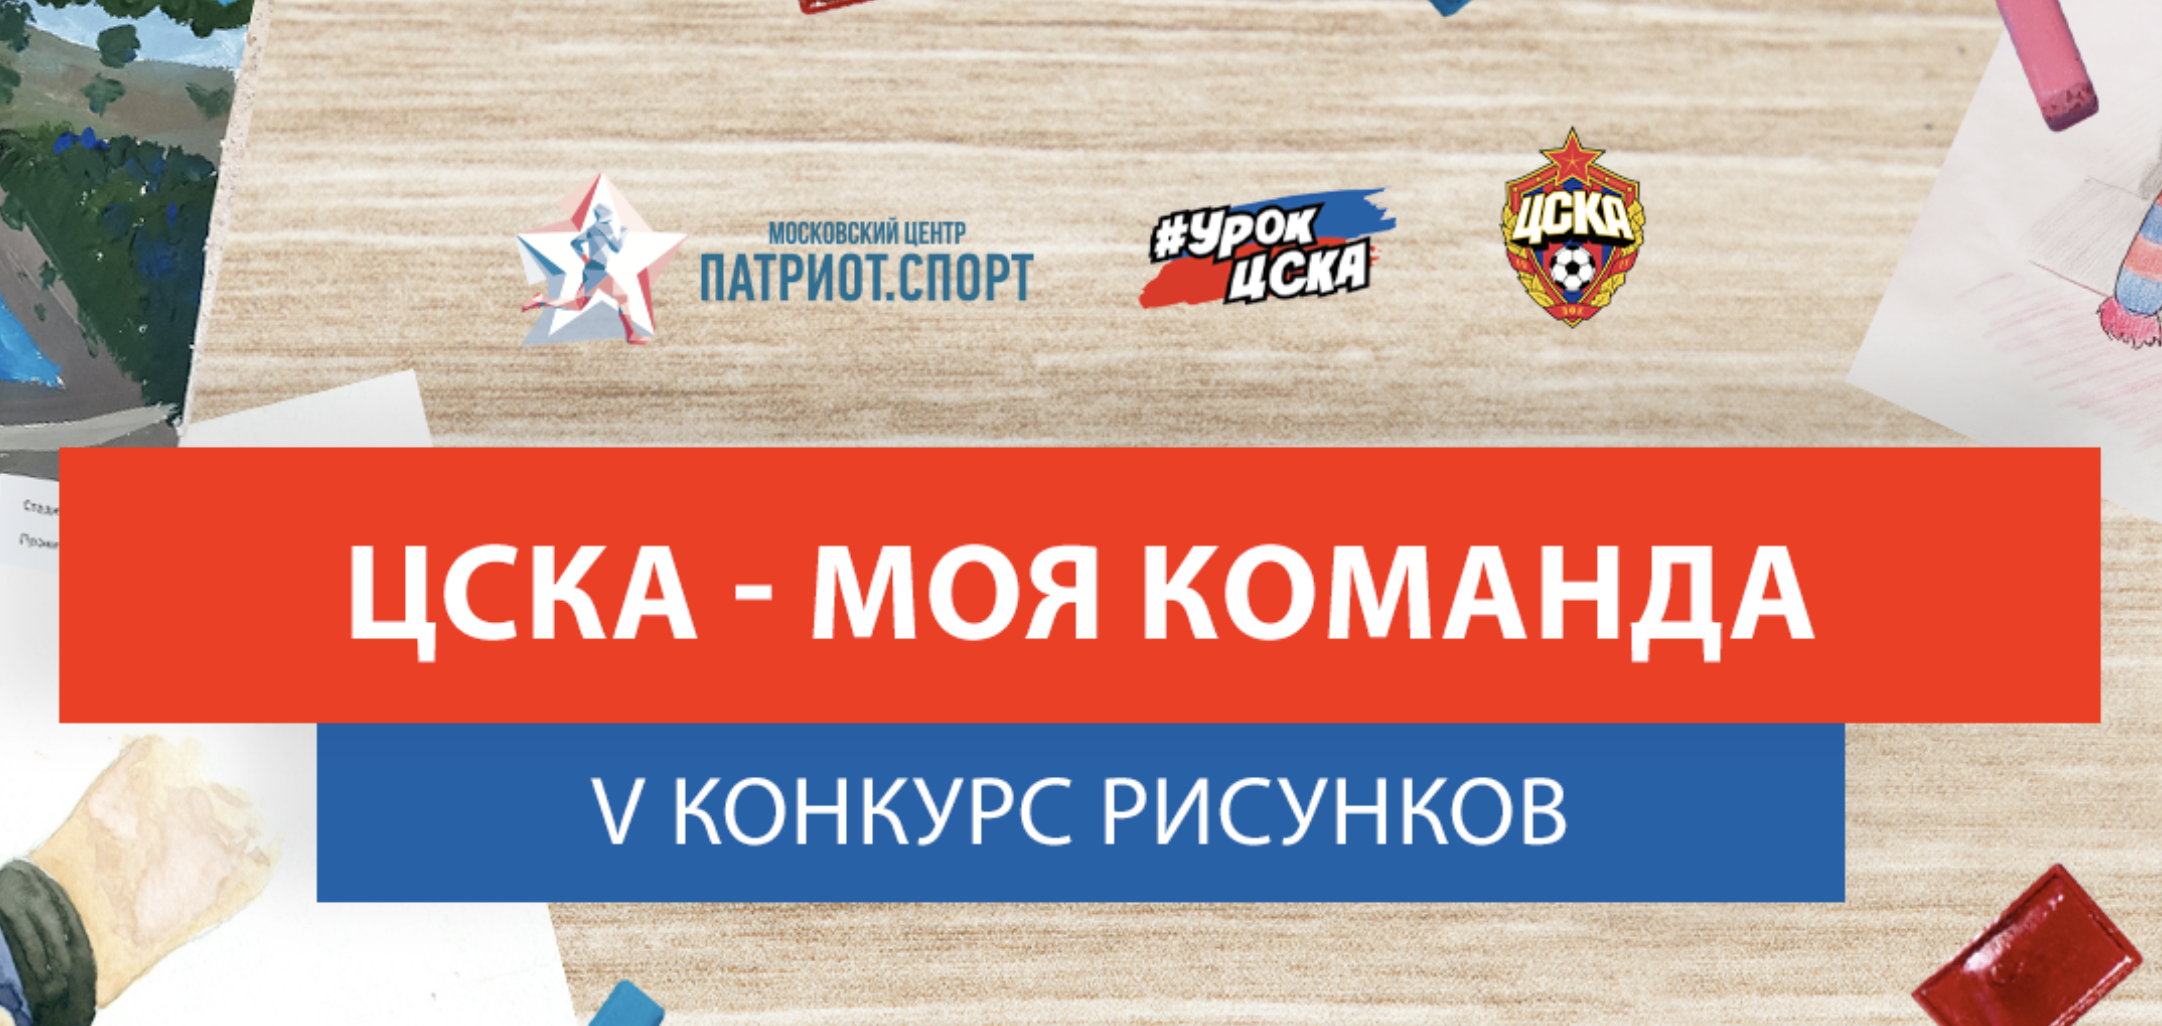 МОСКОВСКИЙ ЦЕНТР
ПАТРИОТ.СПОРТ
#УРОК
ЦСКА
ЦСКА
ЦСКА - МОЯ КОМАНДА
V КОНКУРС РИСУНКОВ